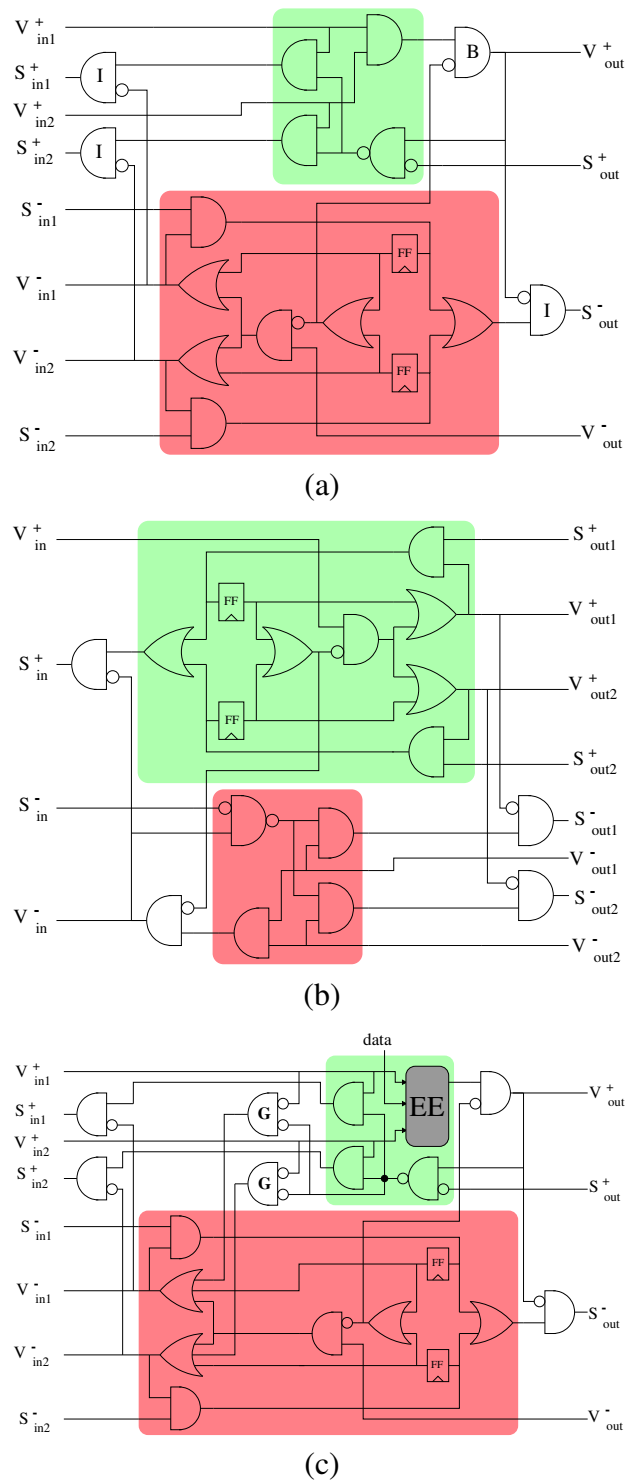 V+in1
B
V+out
S+in1
I
V+in2
S+in2
I
S+out
S-in1
FF
V-in1
I
S-out
V-in2
FF
S-in2
V-out
(a)
V+in
S+out1
FF
V+out1
S+in
V+out2
FF
S+out2
S-in
S-out1
V-out1
S-out2
V-in
V-out2
(b)
data
V+in1
EE
V+out
S+in1
G
V+in2
S+in2
G
S+out
S-in1
FF
V-in1
S-out
V-in2
FF
S-in2
V-out
(c)